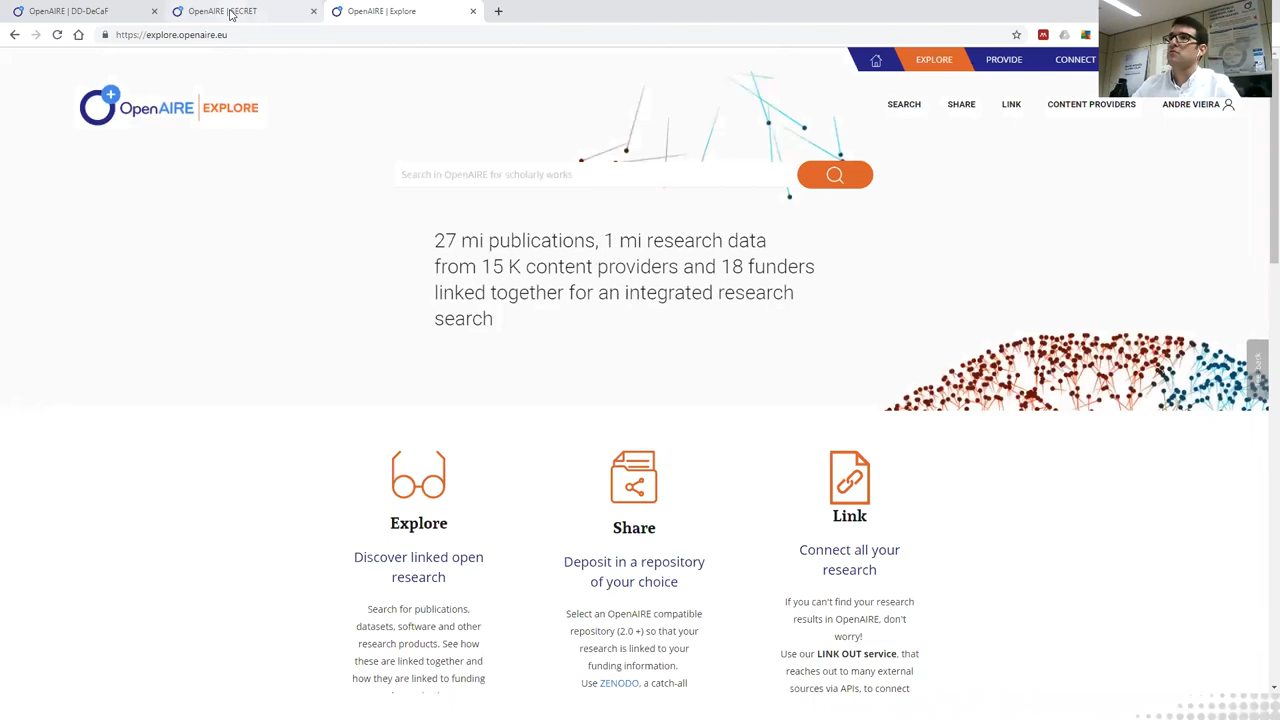 OpenAIRE | DD-DeCaF
OpenAIRE | SECRET
OpenAIRE | Explore
https://explore.openaire.eu
EXPLORE
PROVIDE
CONNECT
OpenAIRE | EXPLORE
SEARCH
SHARE
LINK
CONTENT PROVIDERS
ANDRE VIEIRA
Search in OpenAIRE for scholarly works
27 mi publications, 1 mi research data
from 15 K content providers and 18 funders
linked together for an integrated research
search
Explore
Discover linked open
research
Search for publications,
datasets, software and other
research products. See how
these are linked together and
how they are linked to funding
Share
Deposit in a repository
of your choice
Select an OpenAIRE compatible
repository (2.0 +) so that your
research is linked to your
funding information.
Use ZENODO, a catch-all
Link
Connect all your
research
If you can't find your research
results in OpenAIRE, don't
worry!
Use our LINK OUT service, that
reaches out to many external
sources via APIs, to connect